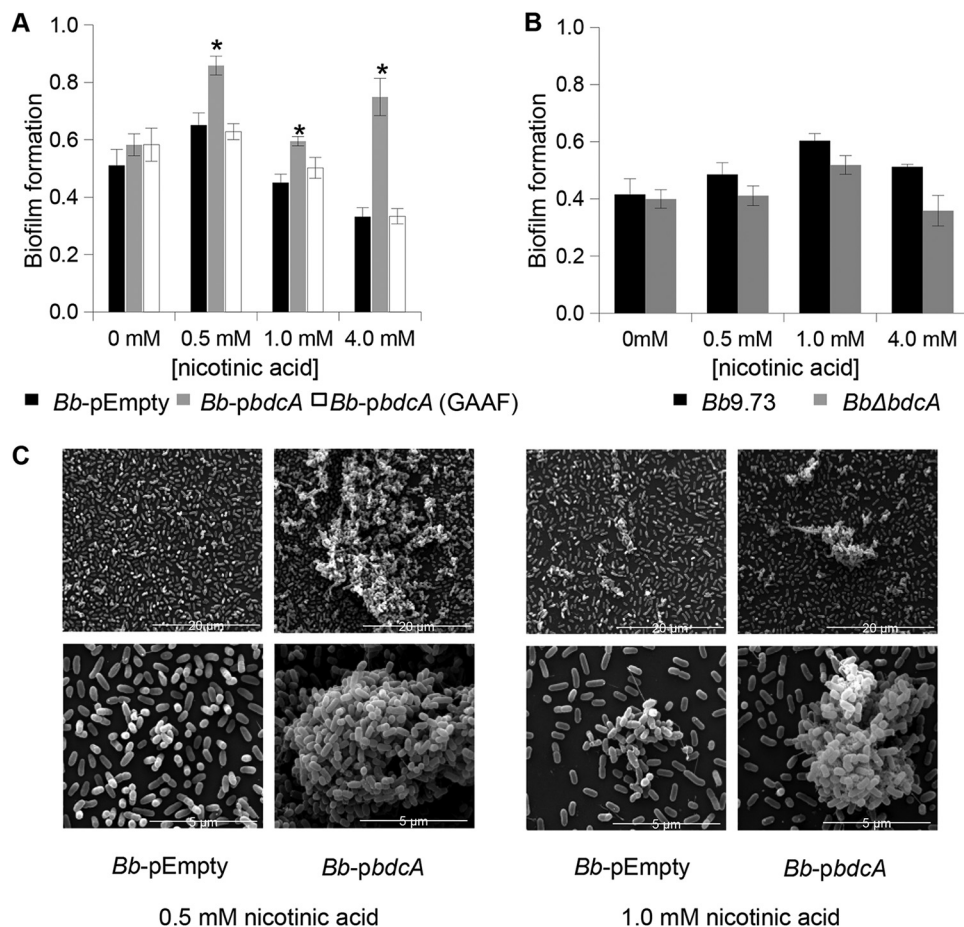 A
1.0
0.8
0.6
0.4
0.2
0.0
Biofilm formation
*
*
*
0 mM 0.5 mM 1.0 mM 4.0 mM
[nicotinic acid]
Bb-pEmpty Bb-pbdcA Bb-pbdcA (GAAF)
B
1.0
0.8
0.6
0.4
0.2
0.0
Biofilm formation
0mM 0.5 mM 1.0 mM 4.0 mM
[nicotinic acid]
Bb9.73 BbΔbdcA
C
20 µm 20 µm 20 µm 20 µm
5 µm 5 µm 5 µm 5 µm
Bb-pEmpty Bb-pbdcA Bb-pEmpty Bb-pbdcA
0.5 mM nicotinic acid 1.0 mM nicotinic acid